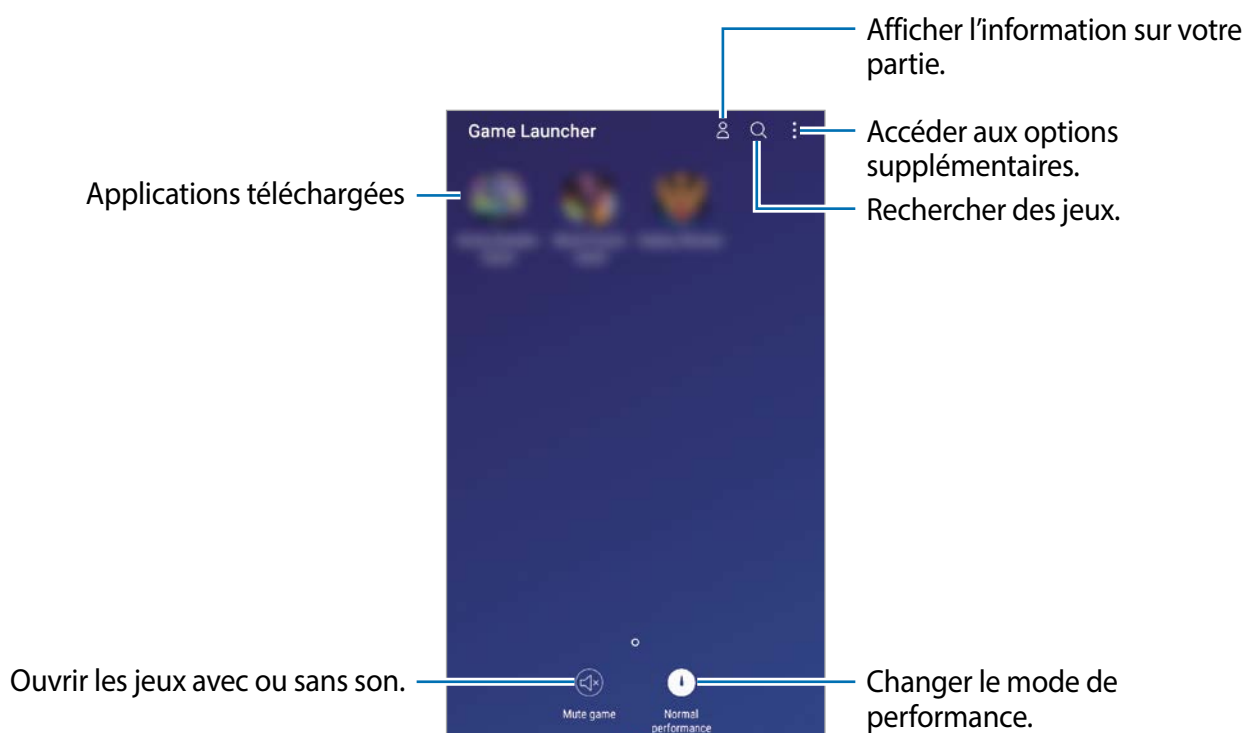 Afficher l'information sur votre
partie.
Game Launcher
Accéder aux options
supplémentaires.
Applications téléchargées
Rechercher des jeux.
Ouvrir les jeux avec ou sans son.
Mute game
Normal
performance
Changer le mode de
performance.